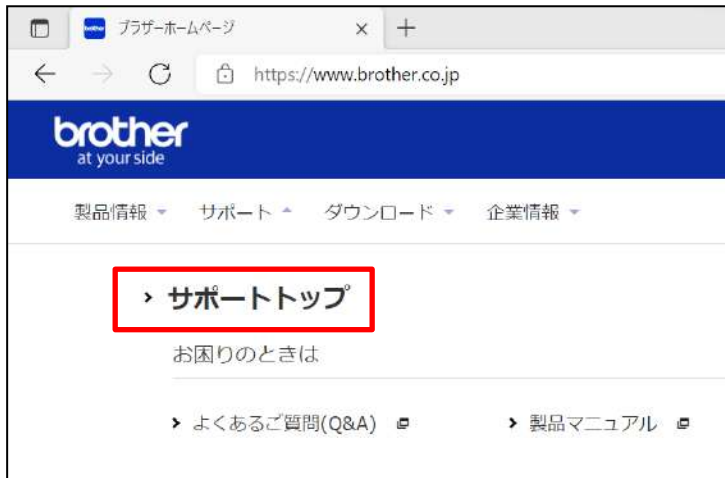 brother ブラザーホームページ
https://www.brother.co.jp
brother
at your side
製品情報 サポート ダウンロード 企業情報
サポートトップ
お困りのときは
よくあるご質問(Q&A) 製品マニュアル